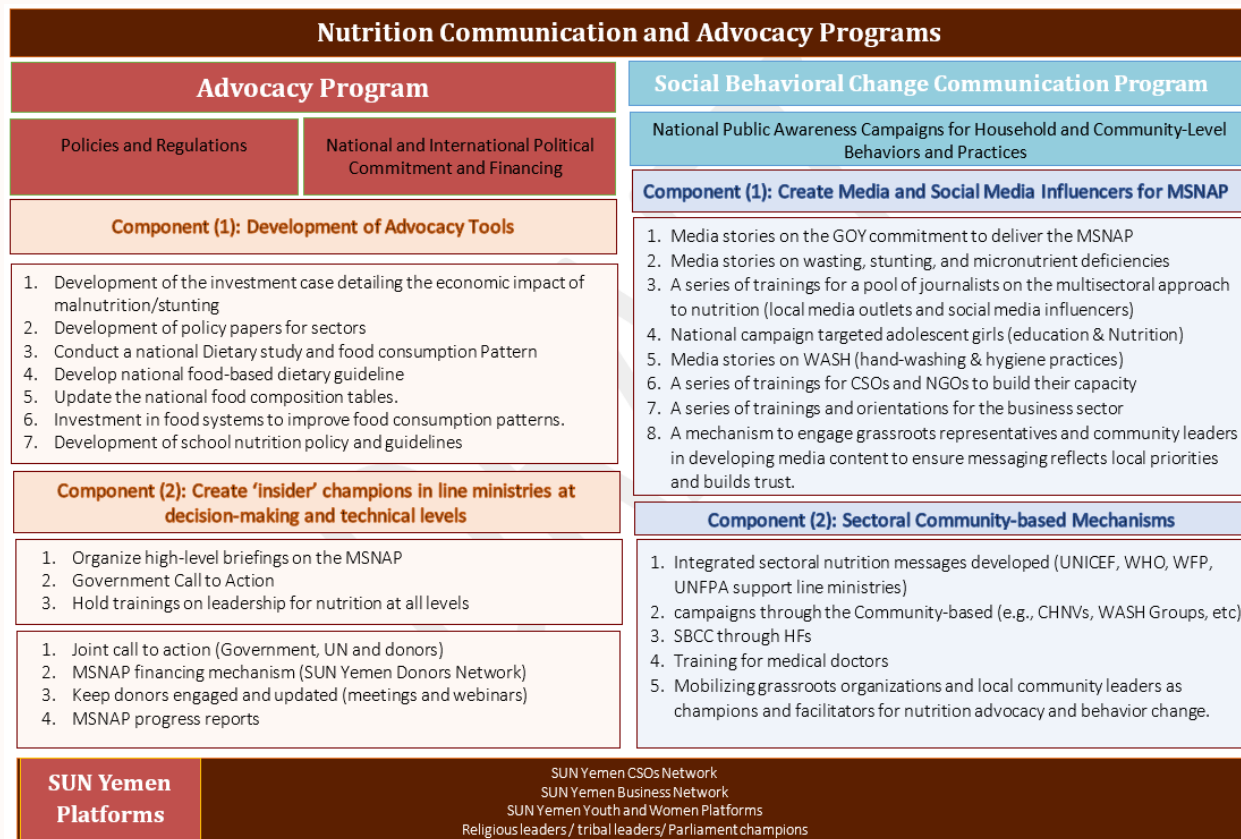 Nutrition Communication and Advocacy Programs
Advocacy Program
Policies and Regulations
National and International Political
Commitment and Financing
Component (1): Development of Advocacy Tools
1. Development of the investment case detailing the economic impact of
malnutrition/stunting
2. Development of policy papers for sectors
3. Conduct a national Dietary study and food consumption Pattern
4. Develop national food-based dietary guideline
5. Update the national food composition tables.
6. Investment in food systems to improve food consumption patterns.
7. Development of school nutrition policy and guidelines
Component (2): Create ‘insider’ champions in line ministries at
decision-making and technical levels
1. Organize high-level briefings on the MSNAP
2. Government Call to Action
3. Hold trainings on leadership for nutrition at all levels
1. Joint call to action (Government, UN and donors)
2. MSNAP financing mechanism (SUN Yemen Donors Network)
3. Keep donors engaged and updated (meetings and webinars)
4. MSNAP progress reports
Social Behavioral Change Communication Program
National Public Awareness Campaigns for Household and Community-Level
Behaviors and Practices
Component (1): Create Media and Social Media Influencers for MSNAP
1. Media stories on the GOY commitment to deliver the MSNAP
2. Media stories on wasting, stunting, and micronutrient deficiencies
3. A series of trainings for a pool of journalists on the multisectoral approach
to nutrition (local media outlets and social media influencers)
4. National campaign targeted adolescent girls (education & Nutrition)
5. Media stories on WASH (hand-washing & hygiene practices)
6. A series of trainings for CSOs and NGOs to build their capacity
7. A series of trainings and orientations for the business sector
8. A mechanism to engage grassroots representatives and community leaders
in developing media content to ensure messaging reflects local priorities
and builds trust.
Component (2): Sectoral Community-based Mechanisms
1. Integrated sectoral nutrition messages developed (UNICEF, WHO, WFP,
UNFPA support line ministries)
2. campaigns through the Community-based (e.g., CHNVs, WASH Groups, etc)
3. SBCC through HFs
4. Training for medical doctors
5. Mobilizing grassroots organizations and local community leaders as
champions and facilitators for nutrition advocacy and behavior change.
SUN Yemen
Platforms
SUN Yemen CSOs Network
SUN Yemen Business Network
SUN Yemen Youth and Women Platforms
Religious leaders / tribal leaders/ Parliament champions